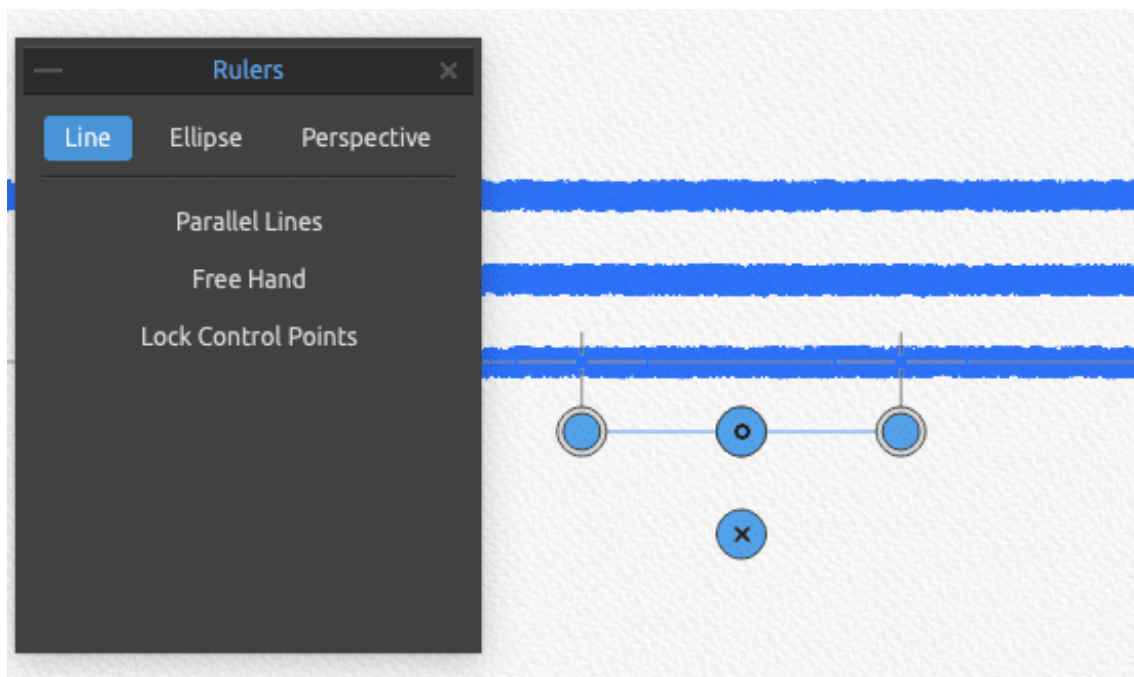 Rulers
Line Ellipse Perspective
Parallel Lines
Free Hand
Lock Control Points